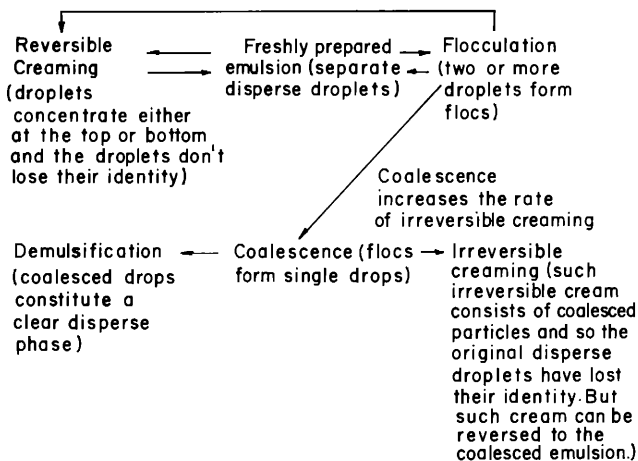 Reversible
Creaming
(droplets
concentrate either
at the top or bottom
and the droplets don't
lose their identity)
Freshly prepared
emulsion (separate
disperse droplets)
Flocculation
(two or more
droplets form
flocs)
Coalescence
increases the rate
of irreversible creaming
Demulsification
(coalesced drops
constitute a
clear disperse
phase)
Coalescence (flocs
form single drops)
Irreversible
creaming (such
irreversible cream
consists of coalesced
particles and so the
original disperse
droplets have lost
their identity. But
such cream can be
reversed to the
coalesced emulsion.)